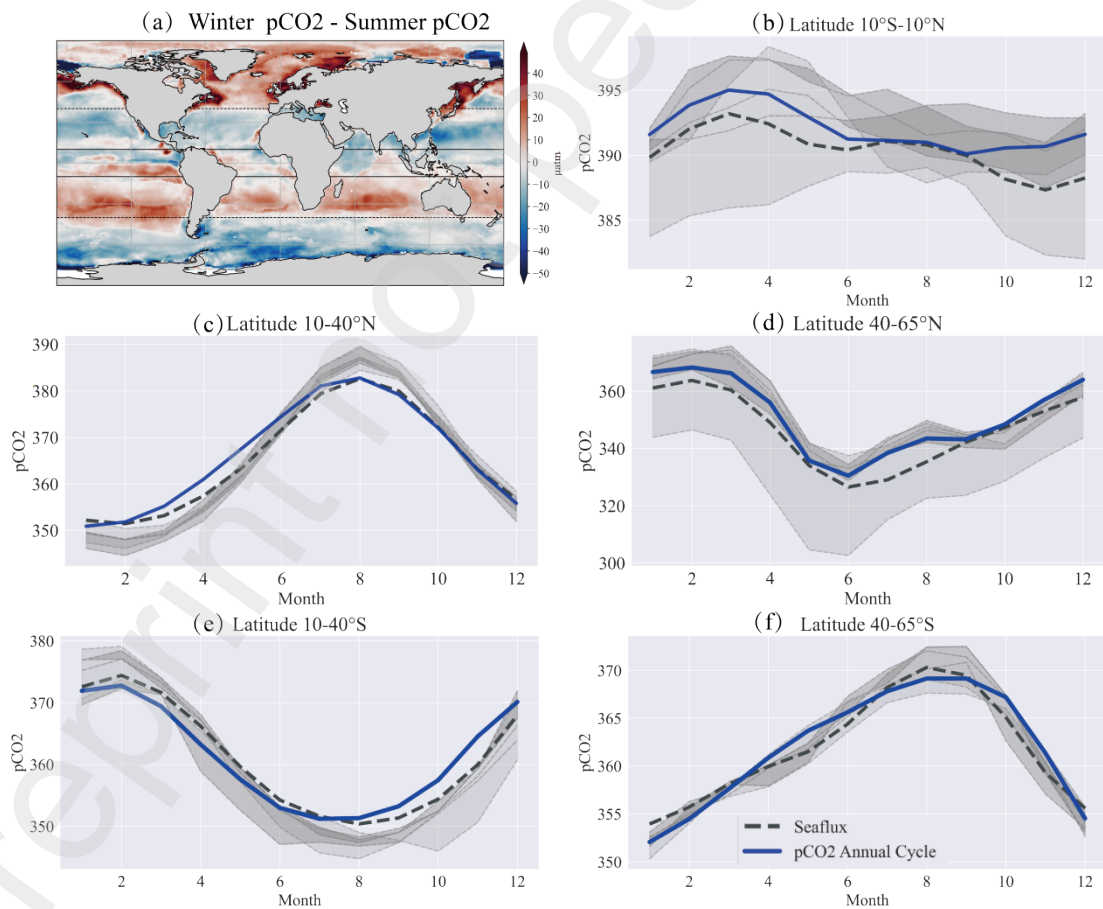 (a) Winter pCO2 - Summer pCO2
40
30
20
10
0
−10
−20
−30
−40
−50
μatm
(b) Latitude 10°S-10°N
395
390
385
pCO2
2 4 6 8 10 12
Month
(c) Latitude 10-40°N
390
380
370
360
350
pCO2
2 4 6 8 10 12
Month
(d) Latitude 40-65°N
360
340
320
300
pCO2
2 4 6 8 10 12
Month
(e) Latitude 10-40°S
380
370
360
350
pCO2
2 4 6 8 10 12
Month
(f) Latitude 40-65°S
370
365
360
355
350
pCO2
Seaflux
pCO2 Annual Cycle
2 4 6 8 10 12
Month